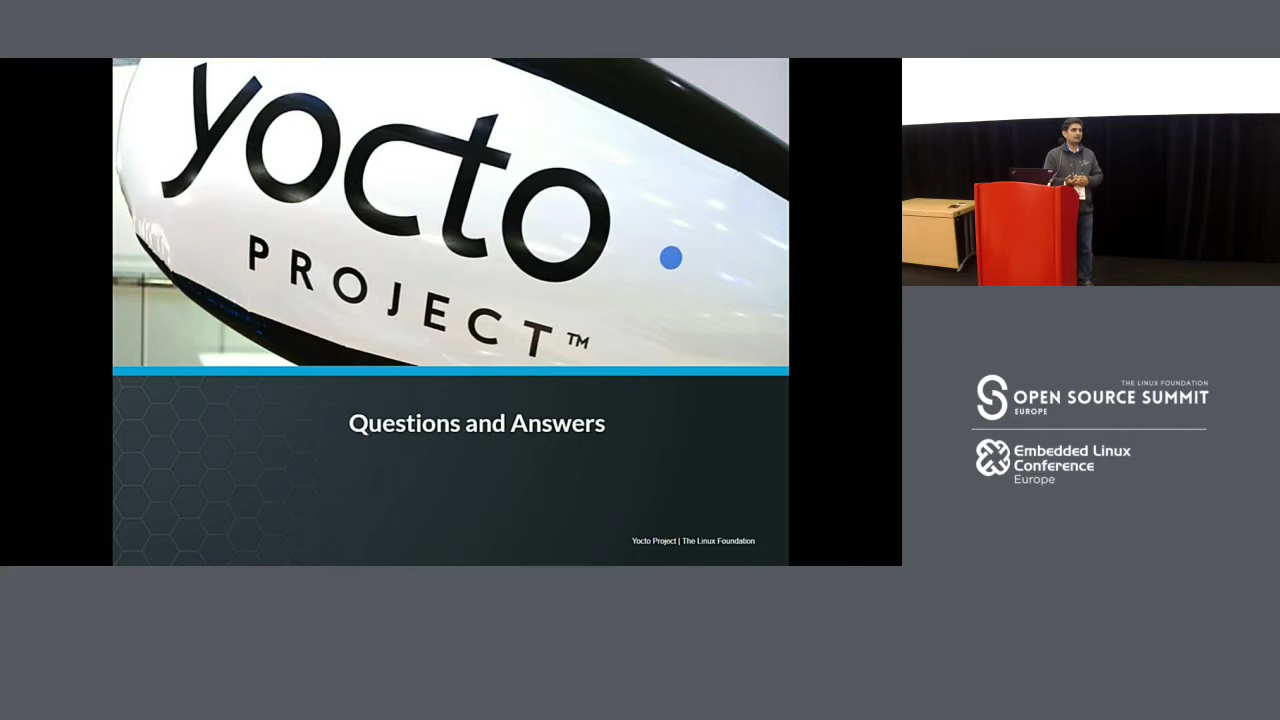 yocto
PROJECT™
Questions and Answers
Yocto Project | The Linux Foundation
THE LINUX FOUNDATION
OPEN SOURCE SUMMIT
EUROPE
Embedded Linux
Conference
Europe